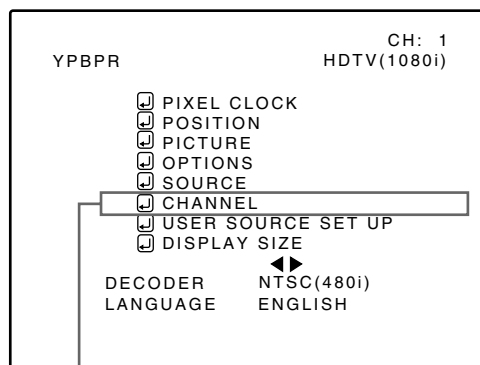 CH: 1
YPBPR HDTV(1080i)
PIXEL CLOCK
POSITION
PICTURE
OPTIONS
SOURCE
CHANNEL
USER SOURCE SET UP
DISPLAY SIZE
DECODER NTSC(480i)
LANGUAGE ENGLISH